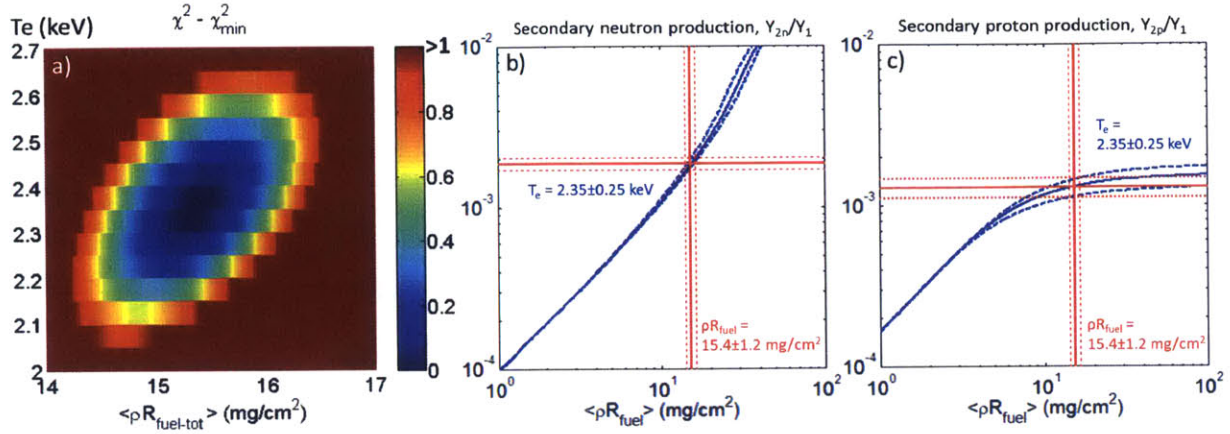 Te (keV)
χ² - χ²min
2.7
2.6
2.5
2.4
2.3
2.2
2.1
2
a)
14
15
16
17
<ρRfuel-tot> (mg/cm²)
>1
0.8
0.6
0.4
0.2
0
Secondary neutron production, Y2n/Y1
b)
10⁻²
10⁻³
10⁻⁴
Te = 2.35±0.25 keV
ρRfuel =
15.4±1.2 mg/cm²
10⁰
10¹
10²
<ρRfuel> (mg/cm²)
Secondary proton production, Y2p/Y1
c)
10⁻²
10⁻³
10⁻⁴
Te =
2.35±0.25 keV
ρRfuel =
15.4±1.2 mg/cm²
10⁰
10¹
10²
<ρRfuel> (mg/cm²)